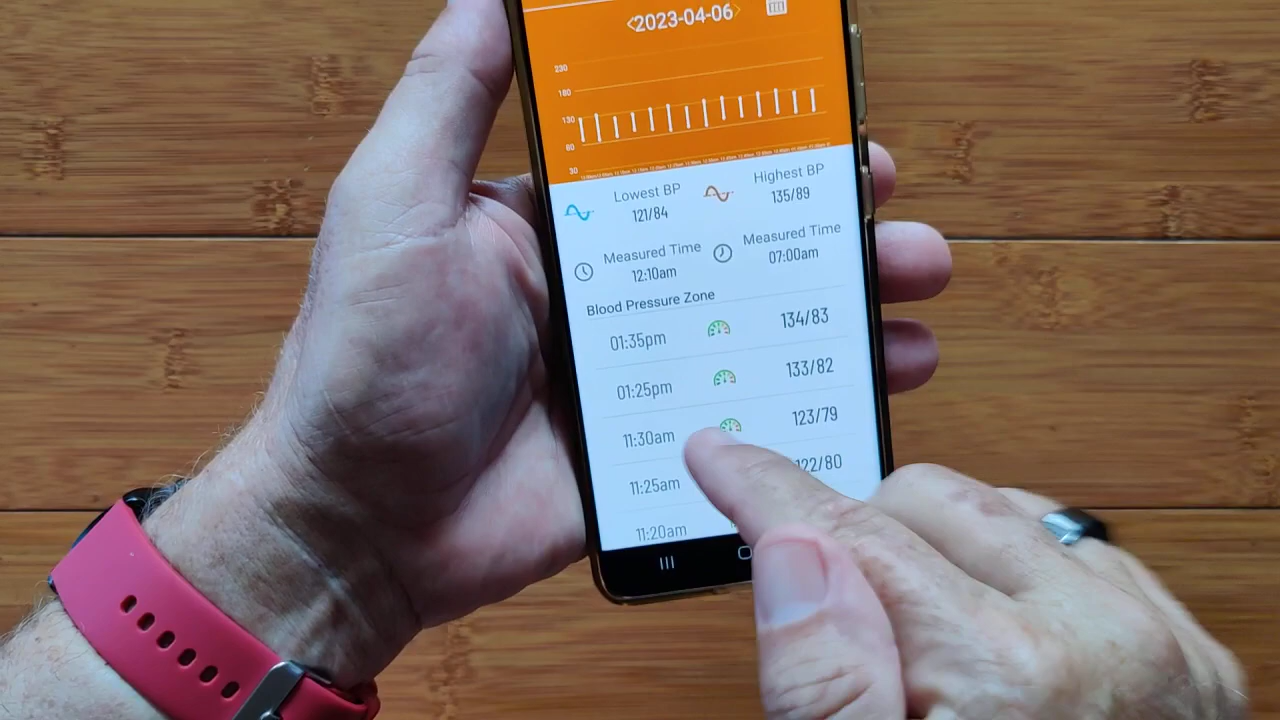 <2023-04-06>
230
180
130
80
30
Lowest BP
121/84
Highest BP
135/89
Measured Time
12:10am
Measured Time
07:00am
Blood Pressure Zone
01:35pm 134/83
01:25pm 133/82
11:30am 123/79
11:25am 122/80
11:20am